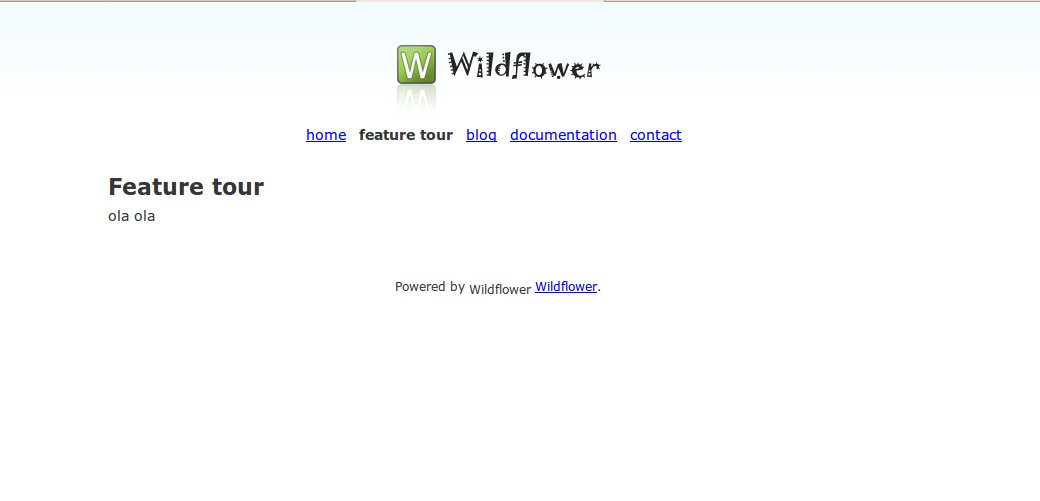 W Wildflower
home feature tour blog documentation contact
Feature tour
ola ola
Powered by Wildflower Wildflower.